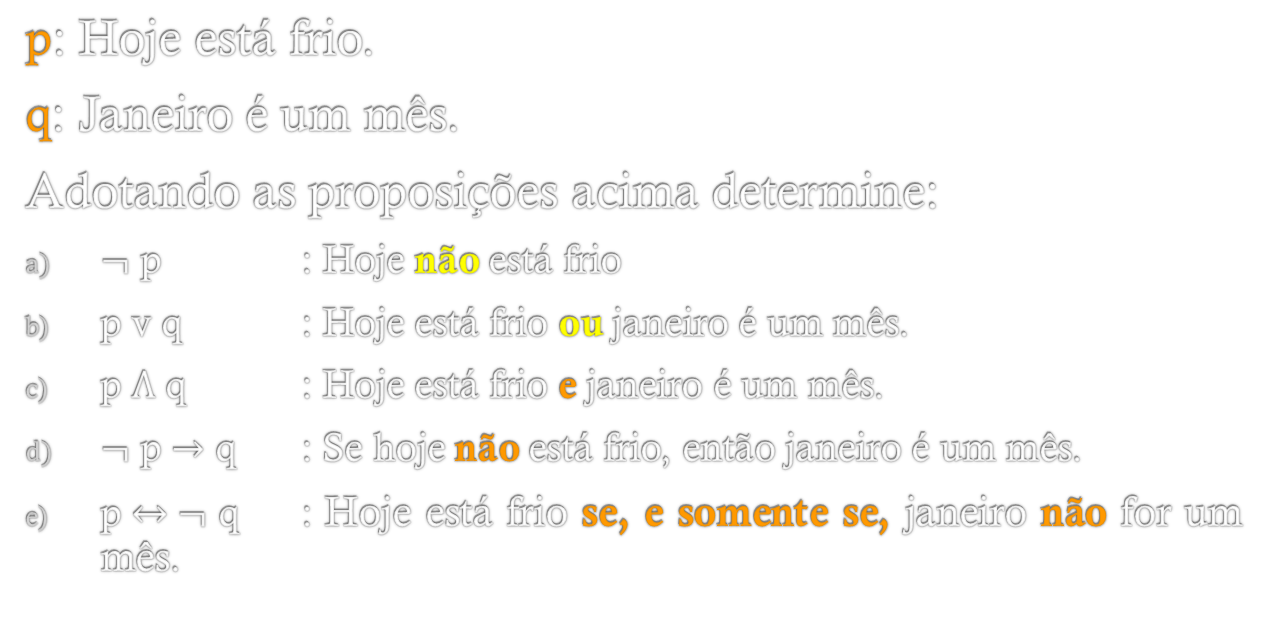 p: Hoje está frio.
q: Janeiro é um mês.
Adotando as proposições acima determine:
a) ¬ p : Hoje não está frio
b) p v q : Hoje está frio ou janeiro é um mês.
c) p Λ q : Hoje está frio e janeiro é um mês.
d) ¬ p → q : Se hoje não está frio, então janeiro é um mês.
e) p ↔ ¬ q : Hoje está frio se, e somente se, janeiro não for um
mês.